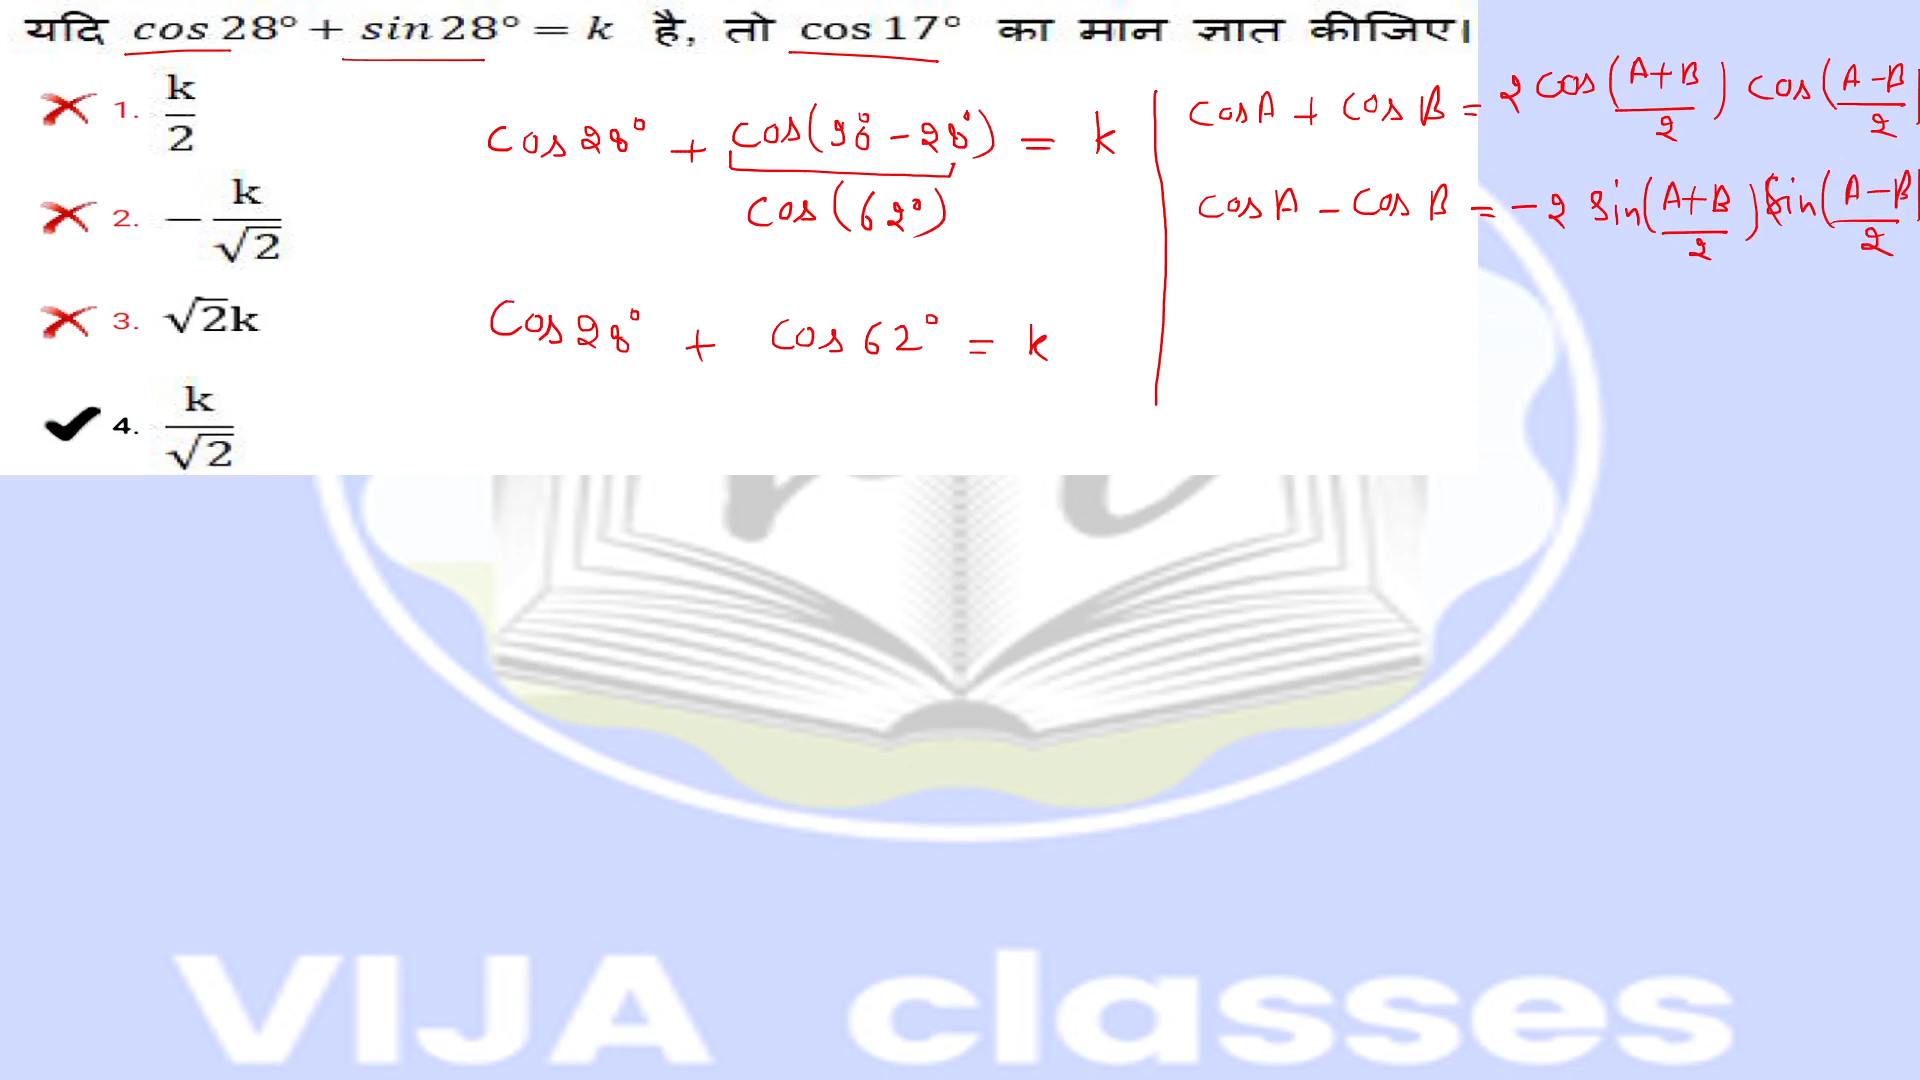 यदि cos 28° + sin 28° = k है, तो cos 17° का मान ज्ञात कीजिए।
1. k/2
2. −k/√2
3. √2k
4. k/√2
cos 28° + cos(90° − 28°) = k
cos(62°)
cos 28° + cos 62° = k
cos A + cos B = 2 cos(A+B/2) cos(A−B/2
cos A − cos B = −2 sin(A+B/2) sin(A−B/2
VIJA classes